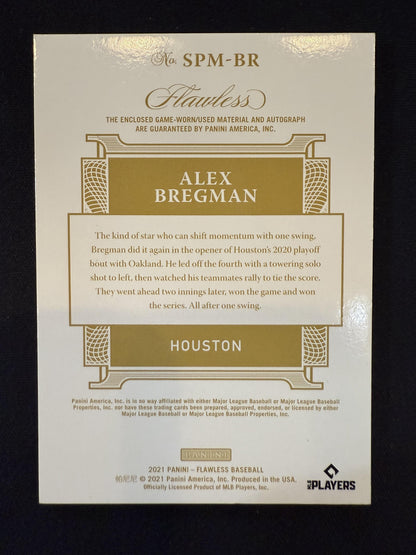 No. SPM-BR
Flawless
THE ENCLOSED GAME-WORN/USED MATERIAL AND AUTOGRAPH
ARE GUARANTEED BY PANINI AMERICA, INC.
ALEX
BREGMAN
The kind of star who can shift momentum with one swing,
Bregman did it again in the opener of Houston's 2020 playoff
bout with Oakland. He led off the fourth with a towering solo
shot to left, then watched his teammates rally to tie the score.
They went ahead two innings later, won the game and won
the series. All after one swing.
HOUSTON
Panini America, Inc. is in no way affiliated with either Major League Baseball or Major League Baseball
Properties, Inc. nor have these trading cards been prepared, approved, endorsed, or licensed by either
Major League Baseball or Major League Baseball Properties, Inc.
PANINI
2021 PANINI – FLAWLESS BASEBALL
帕尼尼 © 2021 Panini America, Inc. Produced in the USA.
Officially Licensed Product of MLB Players, Inc.
MLB PLAYERS